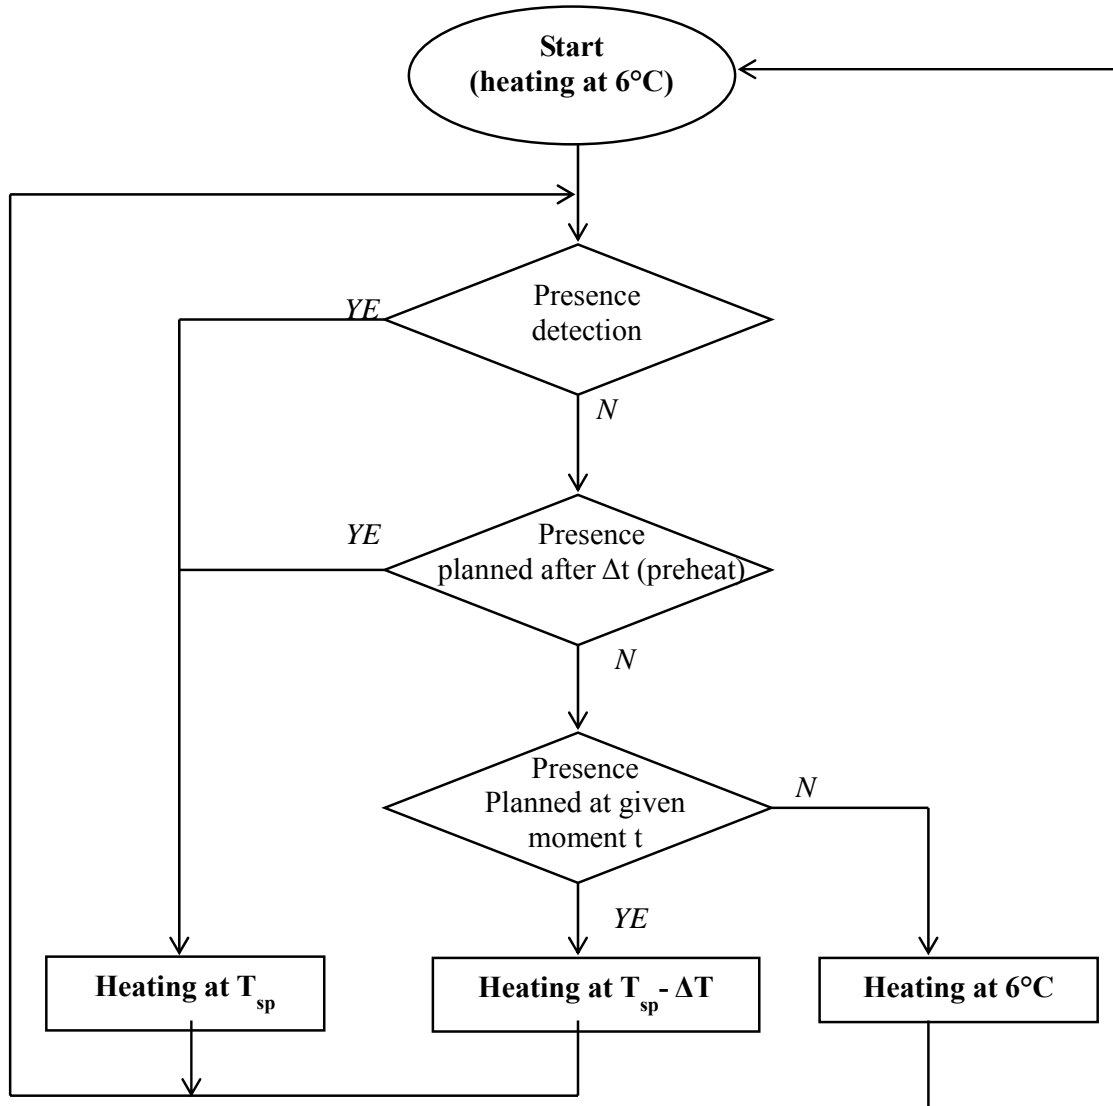 Start
(heating at 6°C)
YE
Presence
detection
N
YE
Presence
planned after Δt (preheat)
N
Presence
Planned at given
moment t
N
YE
Heating at Tsp
Heating at Tsp- ΔT
Heating at 6°C